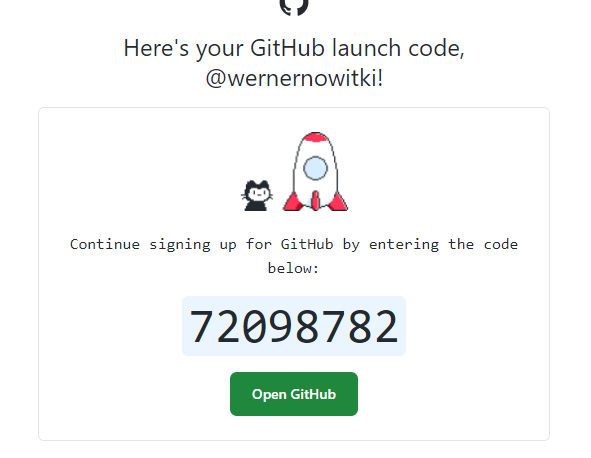 Here's your GitHub launch code,
@wernernowitki!
Continue signing up for GitHub by entering the code
below:
72098782
Open GitHub